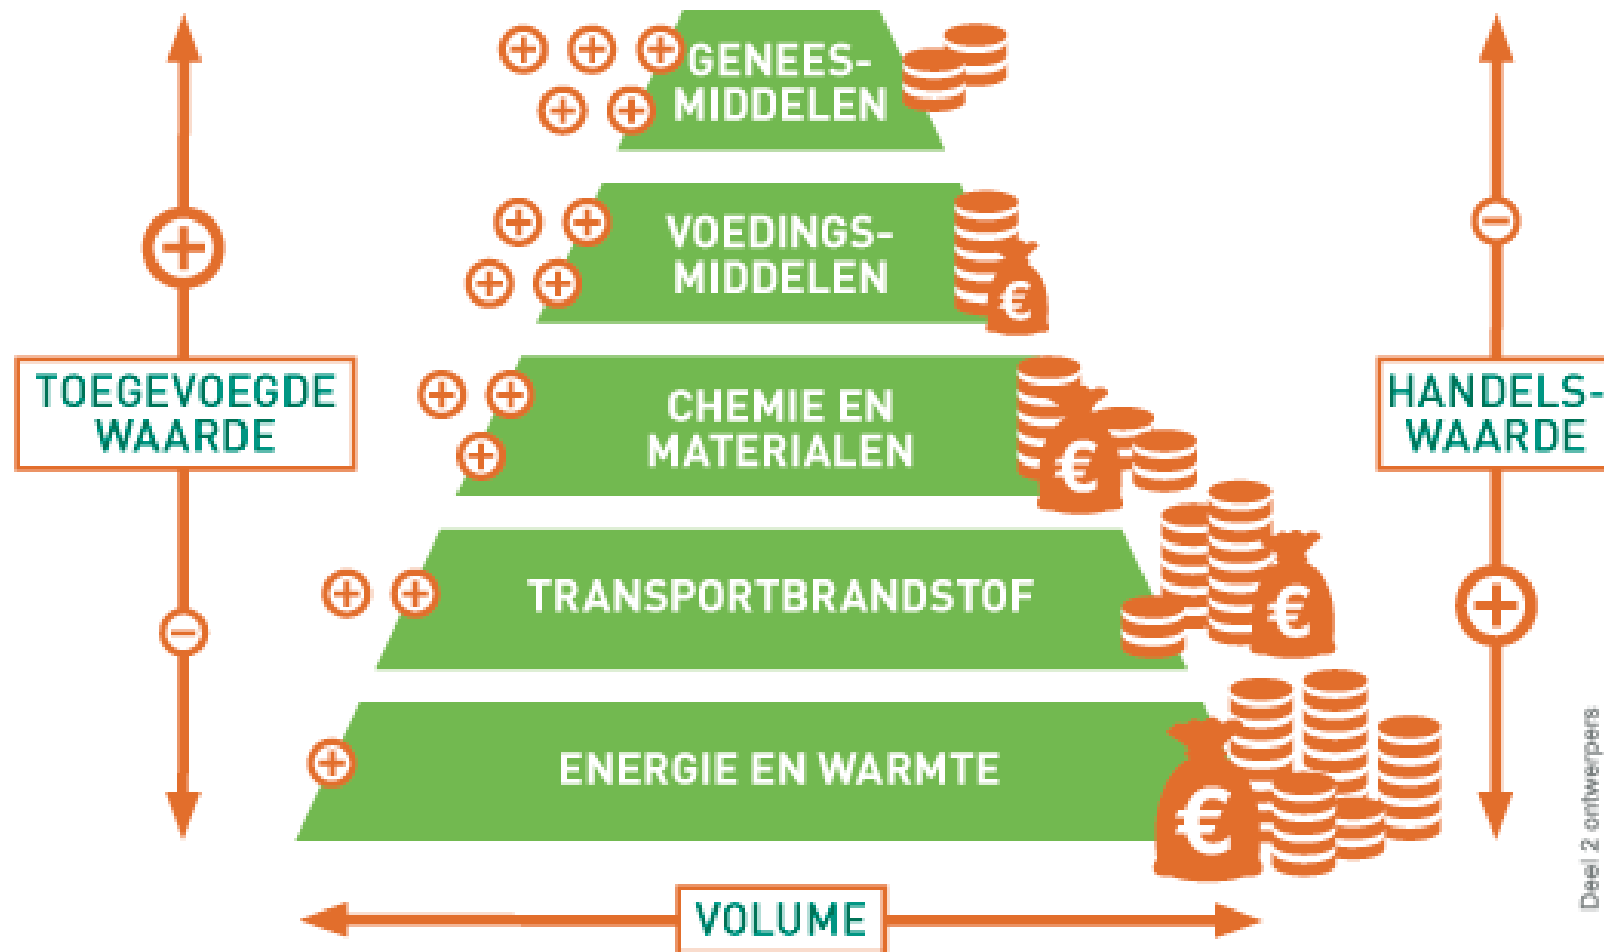 GENEES-
MIDDELEN
VOEDINGS-
MIDDELEN
€
TOEGEVOEGDE
WAARDE
CHEMIE EN
MATERIALEN
€
HANDELS-
WAARDE
TRANSPORTBRANDSTOF
€
ENERGIE EN WARMTE
€
VOLUME
Deel 2 ontwerpers